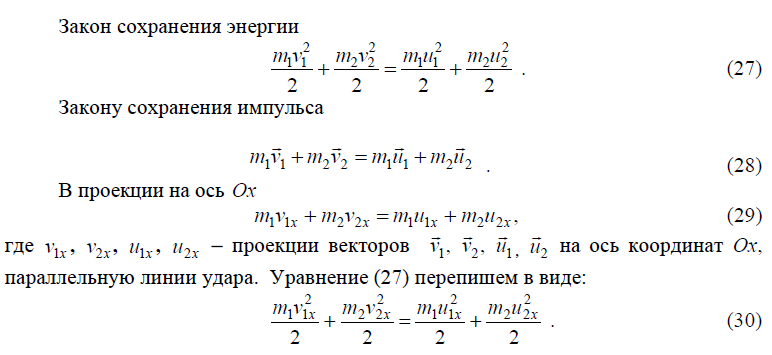 Закон сохранения энергии
m₁v₁²/2 + m₂v₂²/2 = m₁u₁²/2 + m₂u₂²/2 . (27)
Закону сохранения импульса
m₁v⃗₁ + m₂v⃗₂ = m₁u⃗₁ + m₂u⃗₂ . (28)
В проекции на ось Ox
m₁v₁ₓ + m₂v₂ₓ = m₁u₁ₓ + m₂u₂ₓ, (29)
где v₁ₓ, v₂ₓ, u₁ₓ, u₂ₓ – проекции векторов v⃗₁, v⃗₂, u⃗₁, u⃗₂ на ось координат Ox,
параллельную линии удара. Уравнение (27) перепишем в виде:
m₁v₁ₓ²/2 + m₂v₂ₓ²/2 = m₁u₁ₓ²/2 + m₂u₂ₓ²/2 . (30)